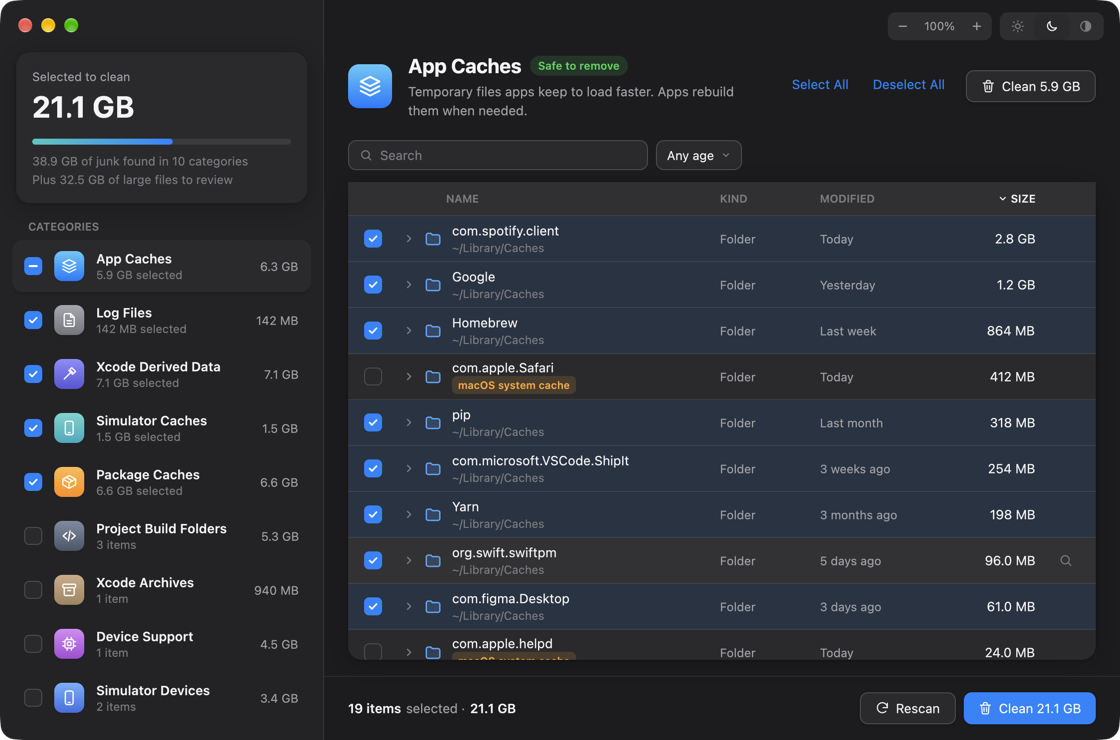 − 100% +
Selected to clean
21.1 GB
38.9 GB of junk found in 10 categories
Plus 32.5 GB of large files to review
CATEGORIES
App Caches
5.9 GB selected
6.3 GB
Log Files
142 MB selected
142 MB
Xcode Derived Data
7.1 GB selected
7.1 GB
Simulator Caches
1.5 GB selected
1.5 GB
Package Caches
6.6 GB selected
6.6 GB
Project Build Folders
3 items
5.3 GB
Xcode Archives
1 item
940 MB
Device Support
1 item
4.5 GB
Simulator Devices
2 items
3.4 GB
App Caches Safe to remove
Temporary files apps keep to load faster. Apps rebuild
them when needed.
Select All Deselect All Clean 5.9 GB
Search Any age
NAME KIND MODIFIED SIZE
com.spotify.client
~/Library/Caches
Folder Today 2.8 GB
Google
~/Library/Caches
Folder Yesterday 1.2 GB
Homebrew
~/Library/Caches
Folder Last week 864 MB
com.apple.Safari
macOS system cache
Folder Today 412 MB
pip
~/Library/Caches
Folder Last month 318 MB
com.microsoft.VSCode.ShipIt
~/Library/Caches
Folder 3 weeks ago 254 MB
Yarn
~/Library/Caches
Folder 3 months ago 198 MB
org.swift.swiftpm
~/Library/Caches
Folder 5 days ago 96.0 MB
com.figma.Desktop
~/Library/Caches
Folder 3 days ago 61.0 MB
com.apple.helpd
macOS system cache
Folder Today 24.0 MB
19 items selected · 21.1 GB
Rescan Clean 21.1 GB